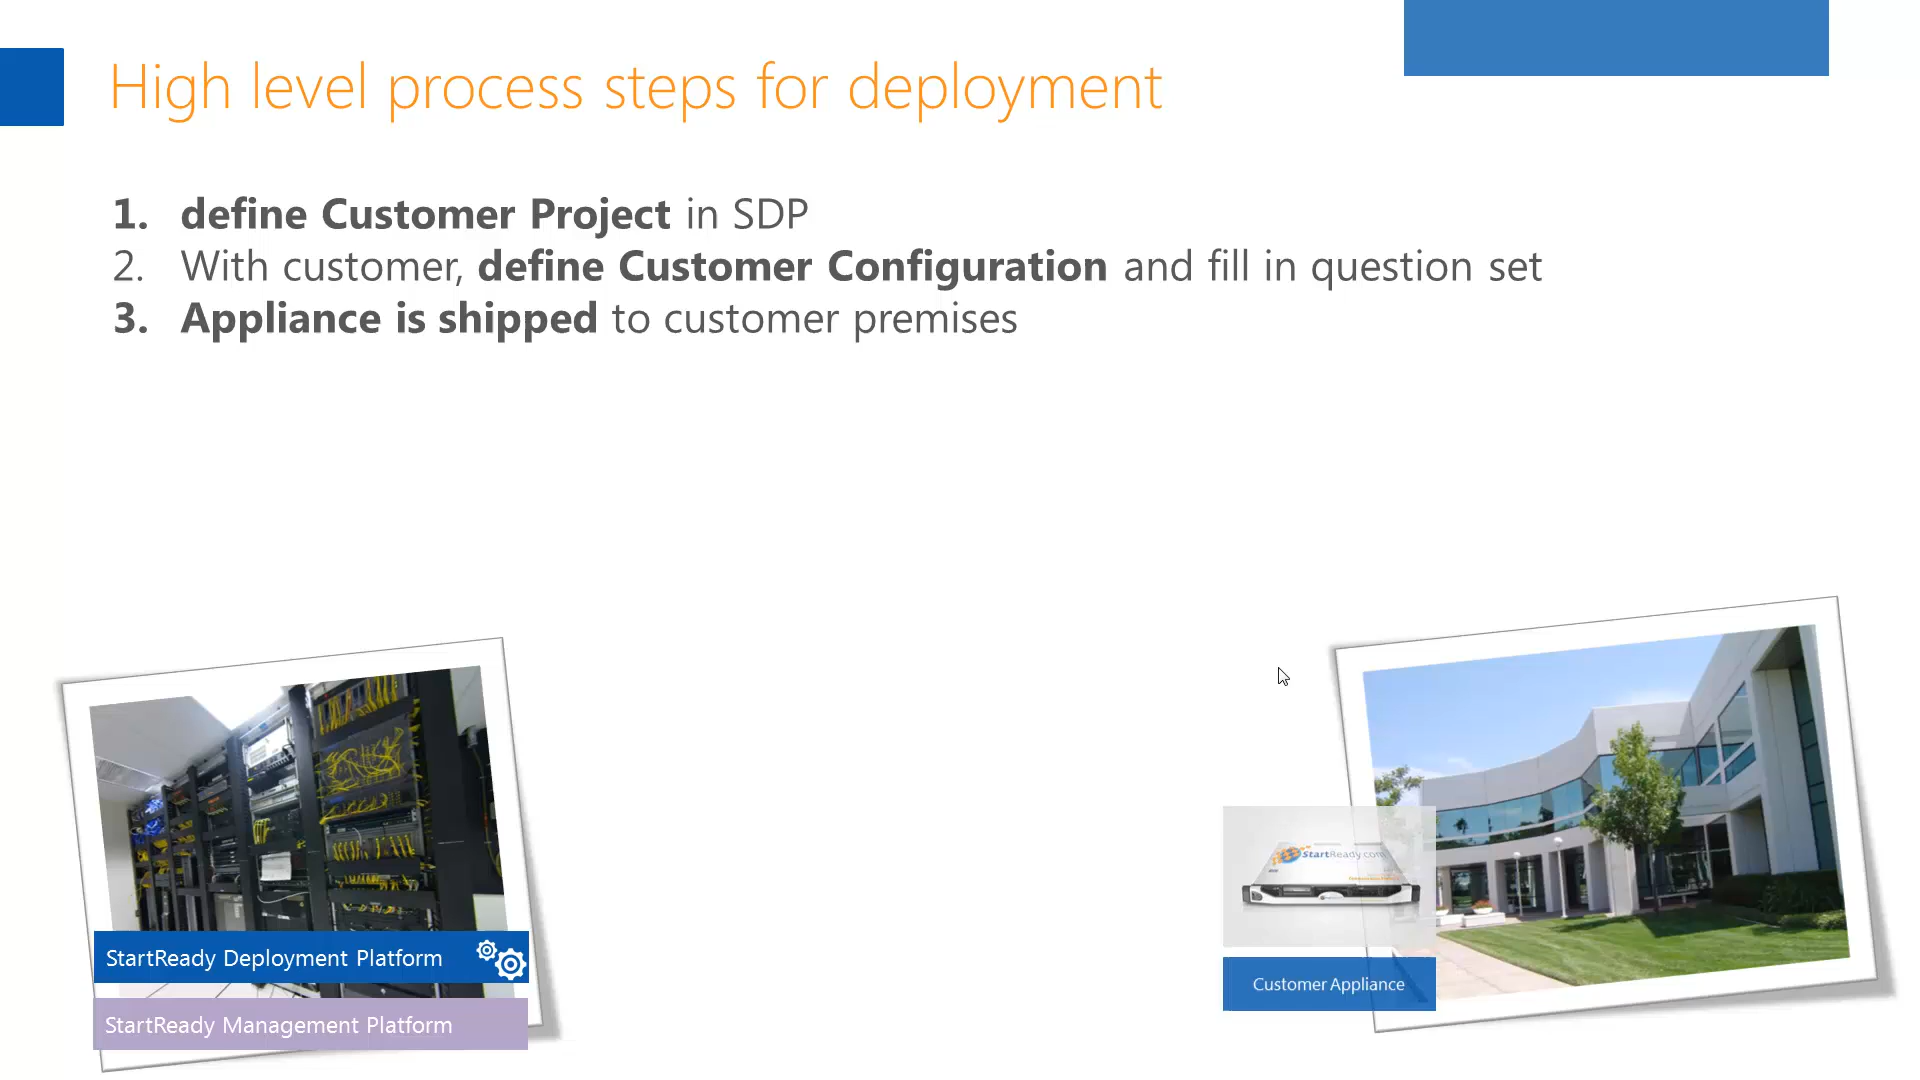 High level process steps for deployment
1. define Customer Project in SDP
2. With customer, define Customer Configuration and fill in question set
3. Appliance is shipped to customer premises
StartReady.com
StartReady Deployment Platform
Customer Appliance
StartReady Management Platform